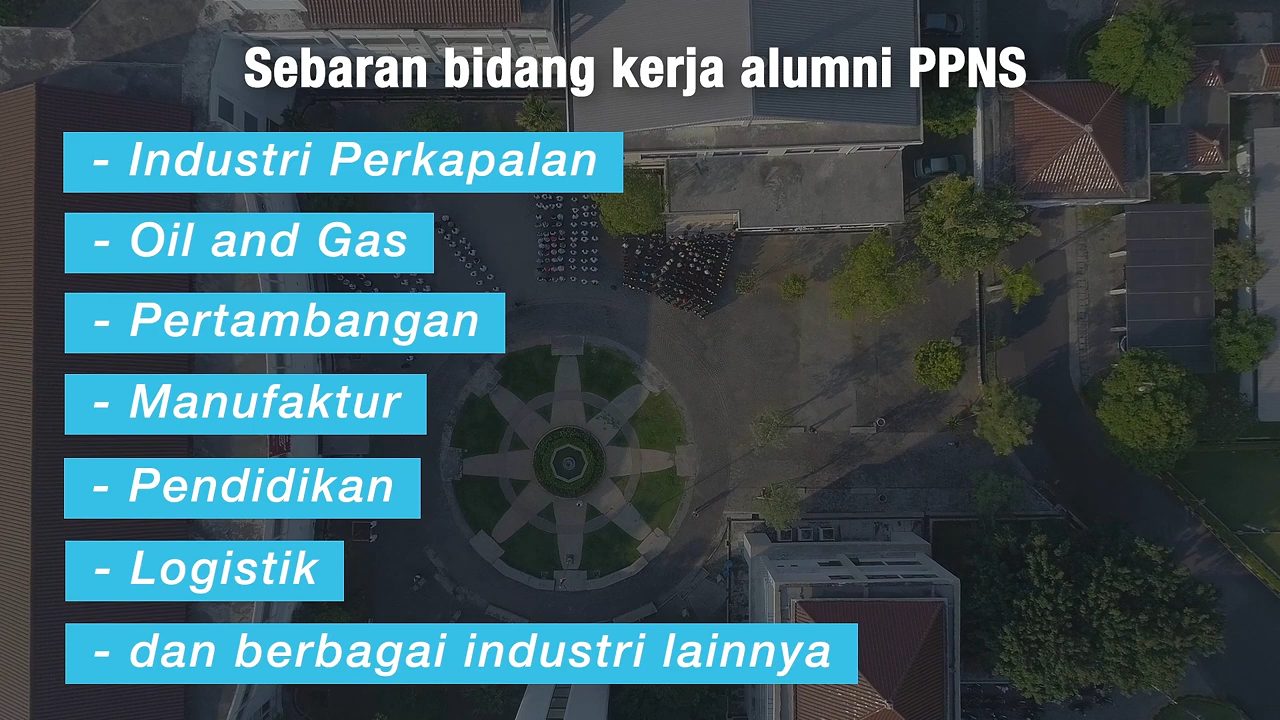 Sebaran bidang kerja alumni PPNS
- Industri Perkapalan
- Oil and Gas
- Pertambangan
- Manufaktur
- Pendidikan
- Logistik
- dan berbagai industri lainnya